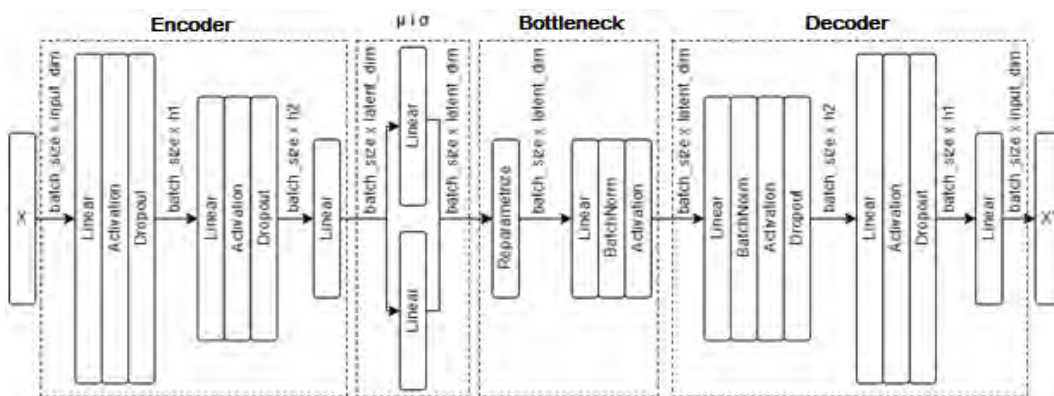 Encoder
μ i σ
Bottleneck
Decoder
X
batch_size x input_dim
Linear
Activation
Dropout
batch_size x h1
Linear
Activation
Dropout
batch_size x h2
Linear
batch_size x latent_dim
Linear
Linear
batch_size x latent_dim
Reparametrize
batch_size x latent_dim
Linear
BatchNorm
Activation
batch_size x latent_dim
Linear
BatchNorm
Activation
Dropout
batch_size x h2
Linear
Activation
Dropout
batch_size x h1
Linear
batch_size x input_dim
X'